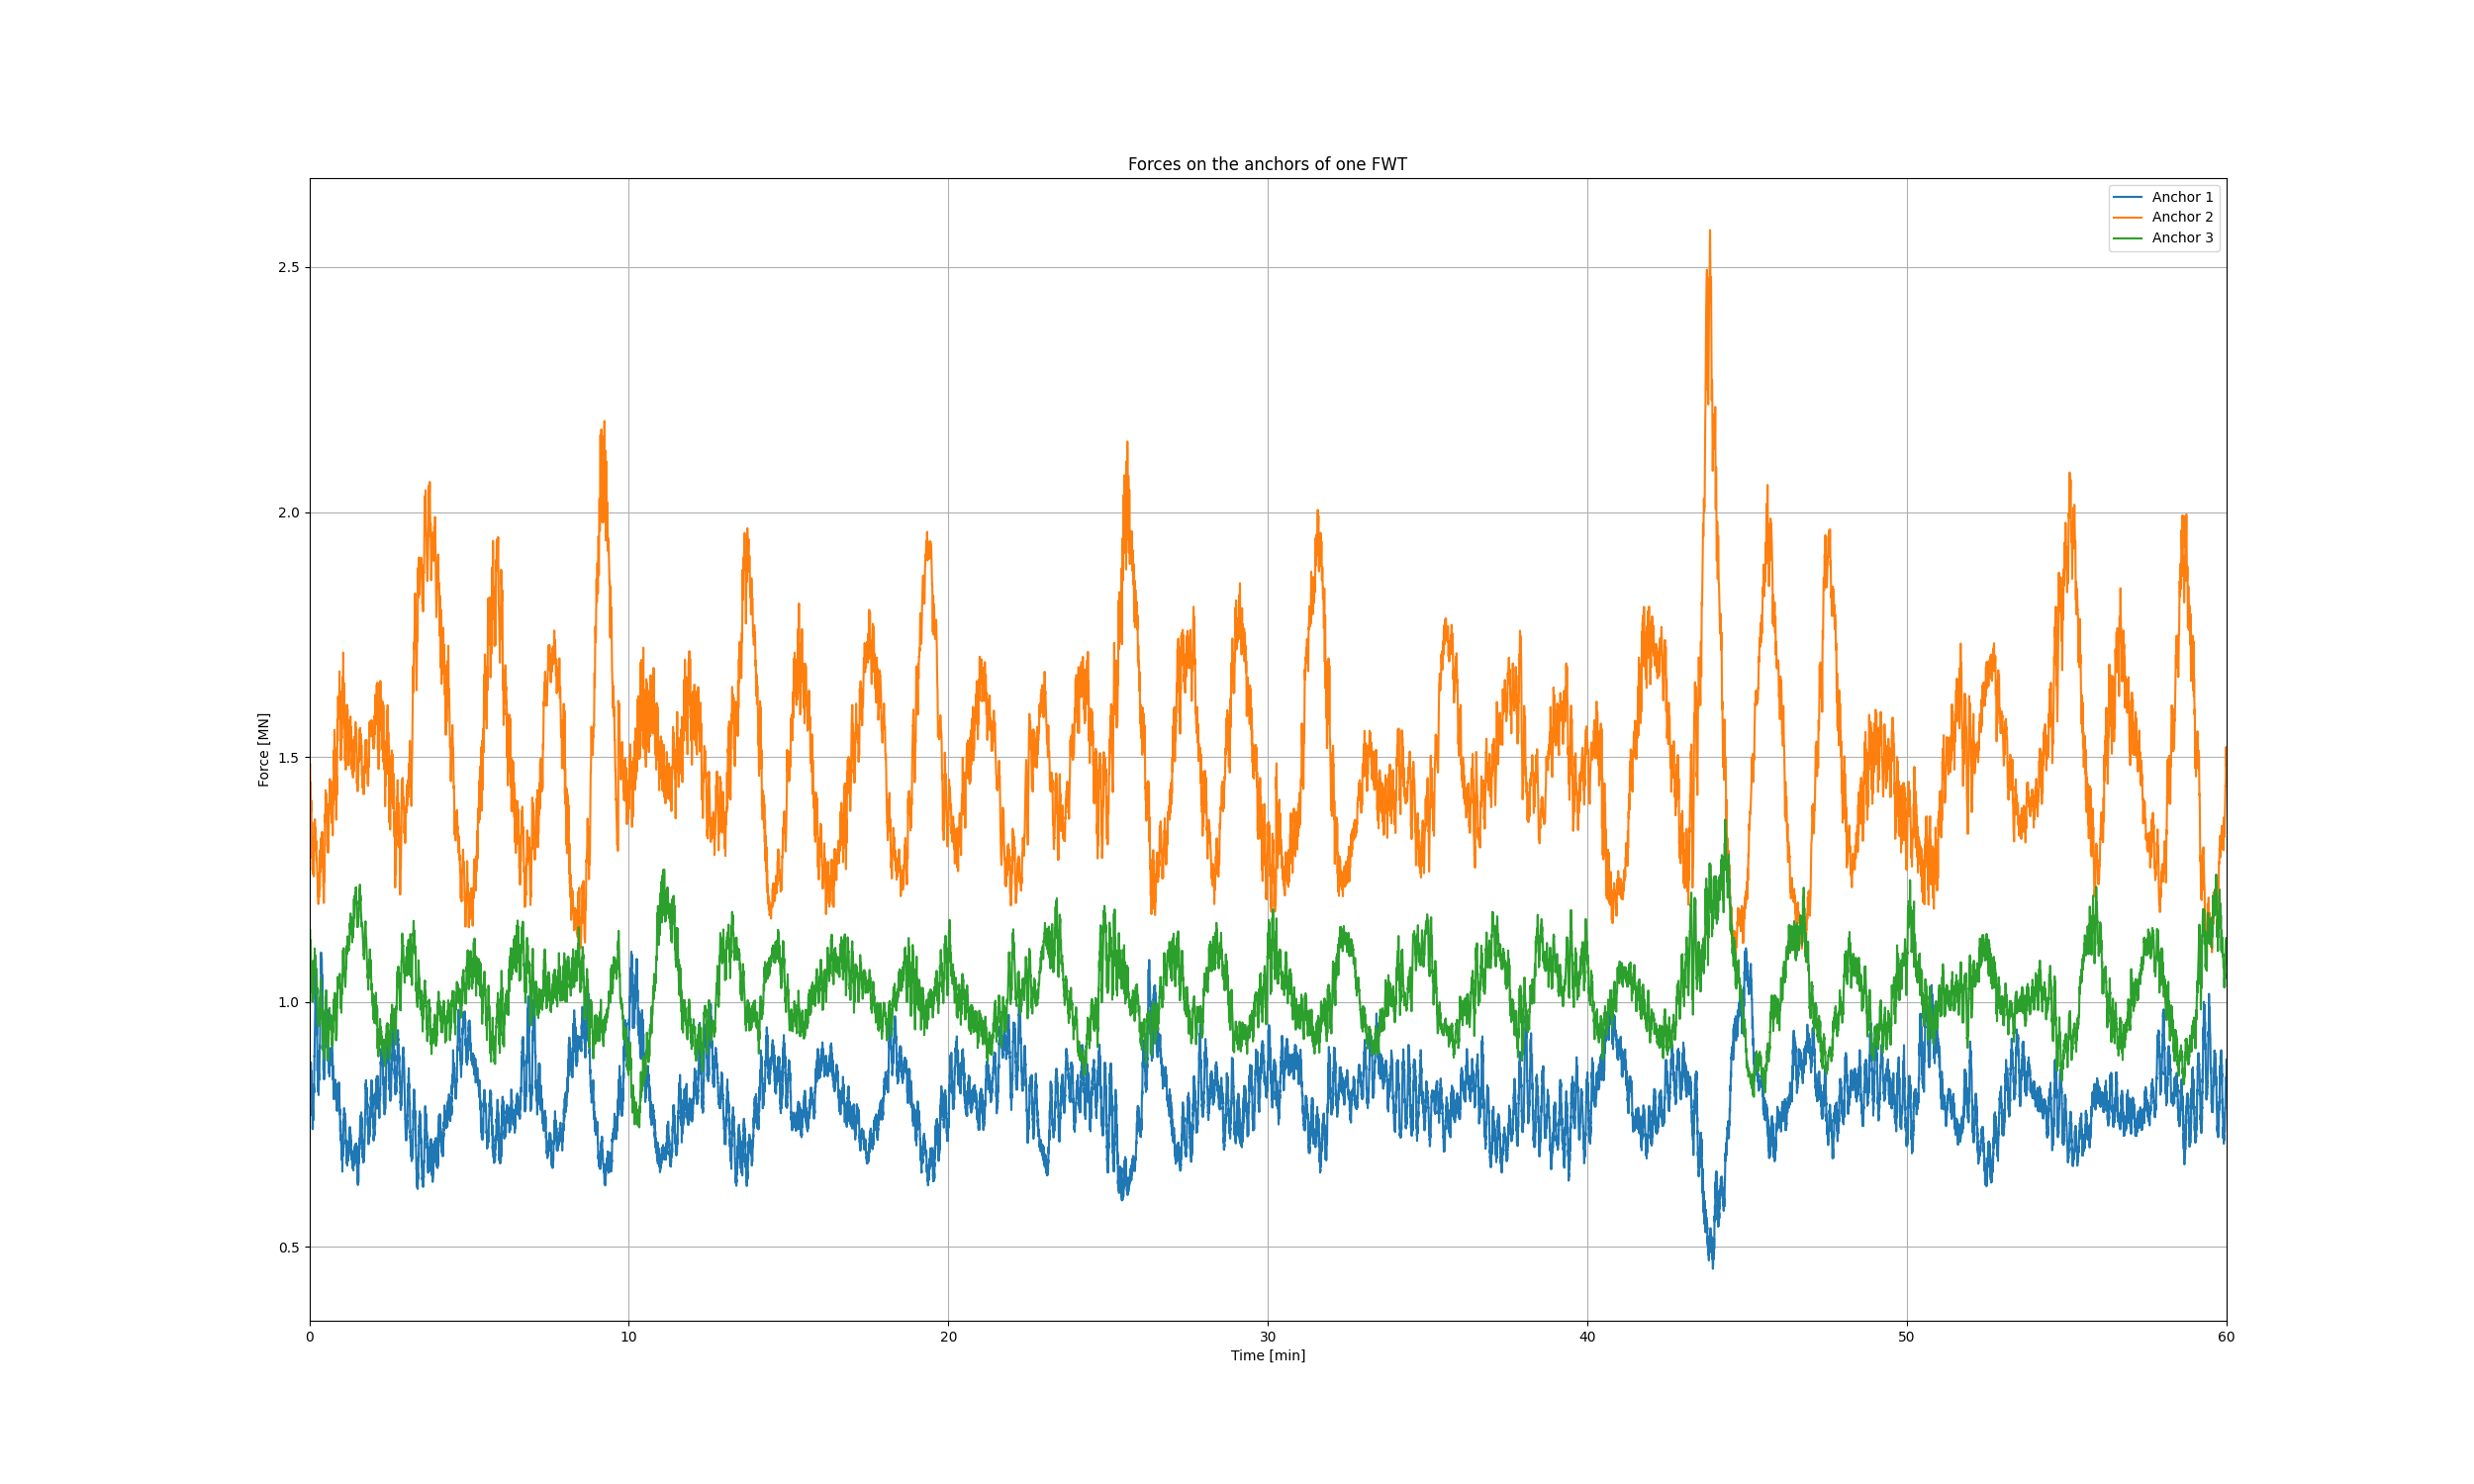 Forces on the anchors of one FWT
Anchor 1
Anchor 2
Anchor 3
Force [MN]
2.5
2.0
1.5
1.0
0.5
0 10 20 30 40 50 60
Time [min]